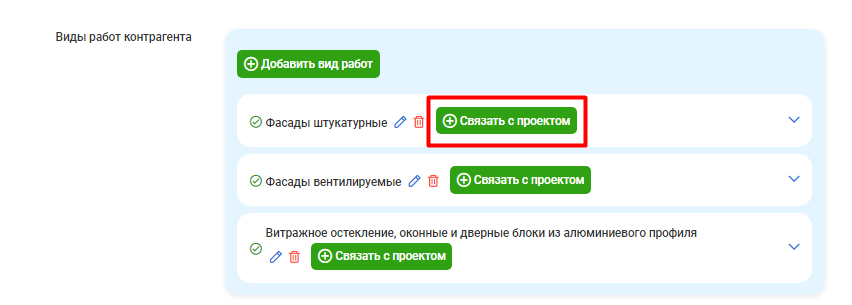 Виды работ контрагента
Добавить вид работ
Фасады штукатурные
Связать с проектом
Фасады вентилируемые
Связать с проектом
Витражное остекление, оконные и дверные блоки из алюминиевого профиля
Связать с проектом